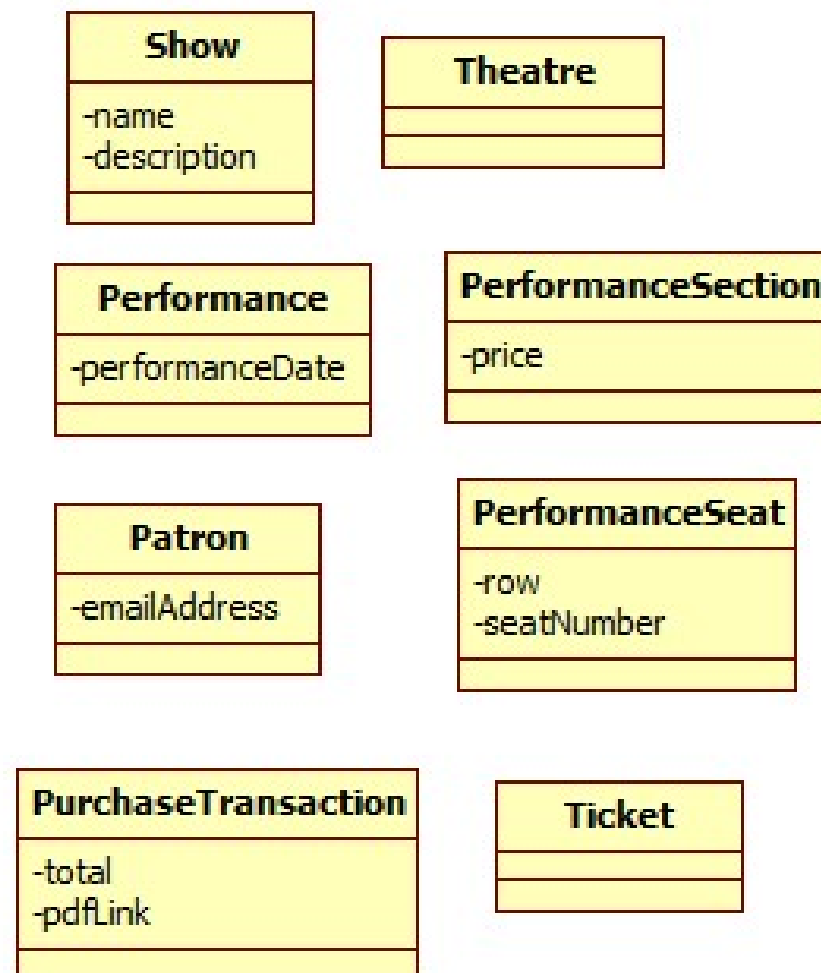 Show
-name
-description
Theatre
Performance
-performanceDate
PerformanceSection
-price
Patron
-emailAddress
PerformanceSeat
-row
-seatNumber
PurchaseTransaction
-total
-pdfLink
Ticket